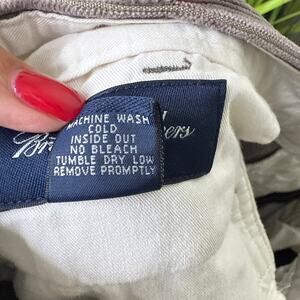 MACHINE WASH
COLD
INSIDE OUT
NO BLEACH
TUMBLE DRY LOW
REMOVE PROMPTLY